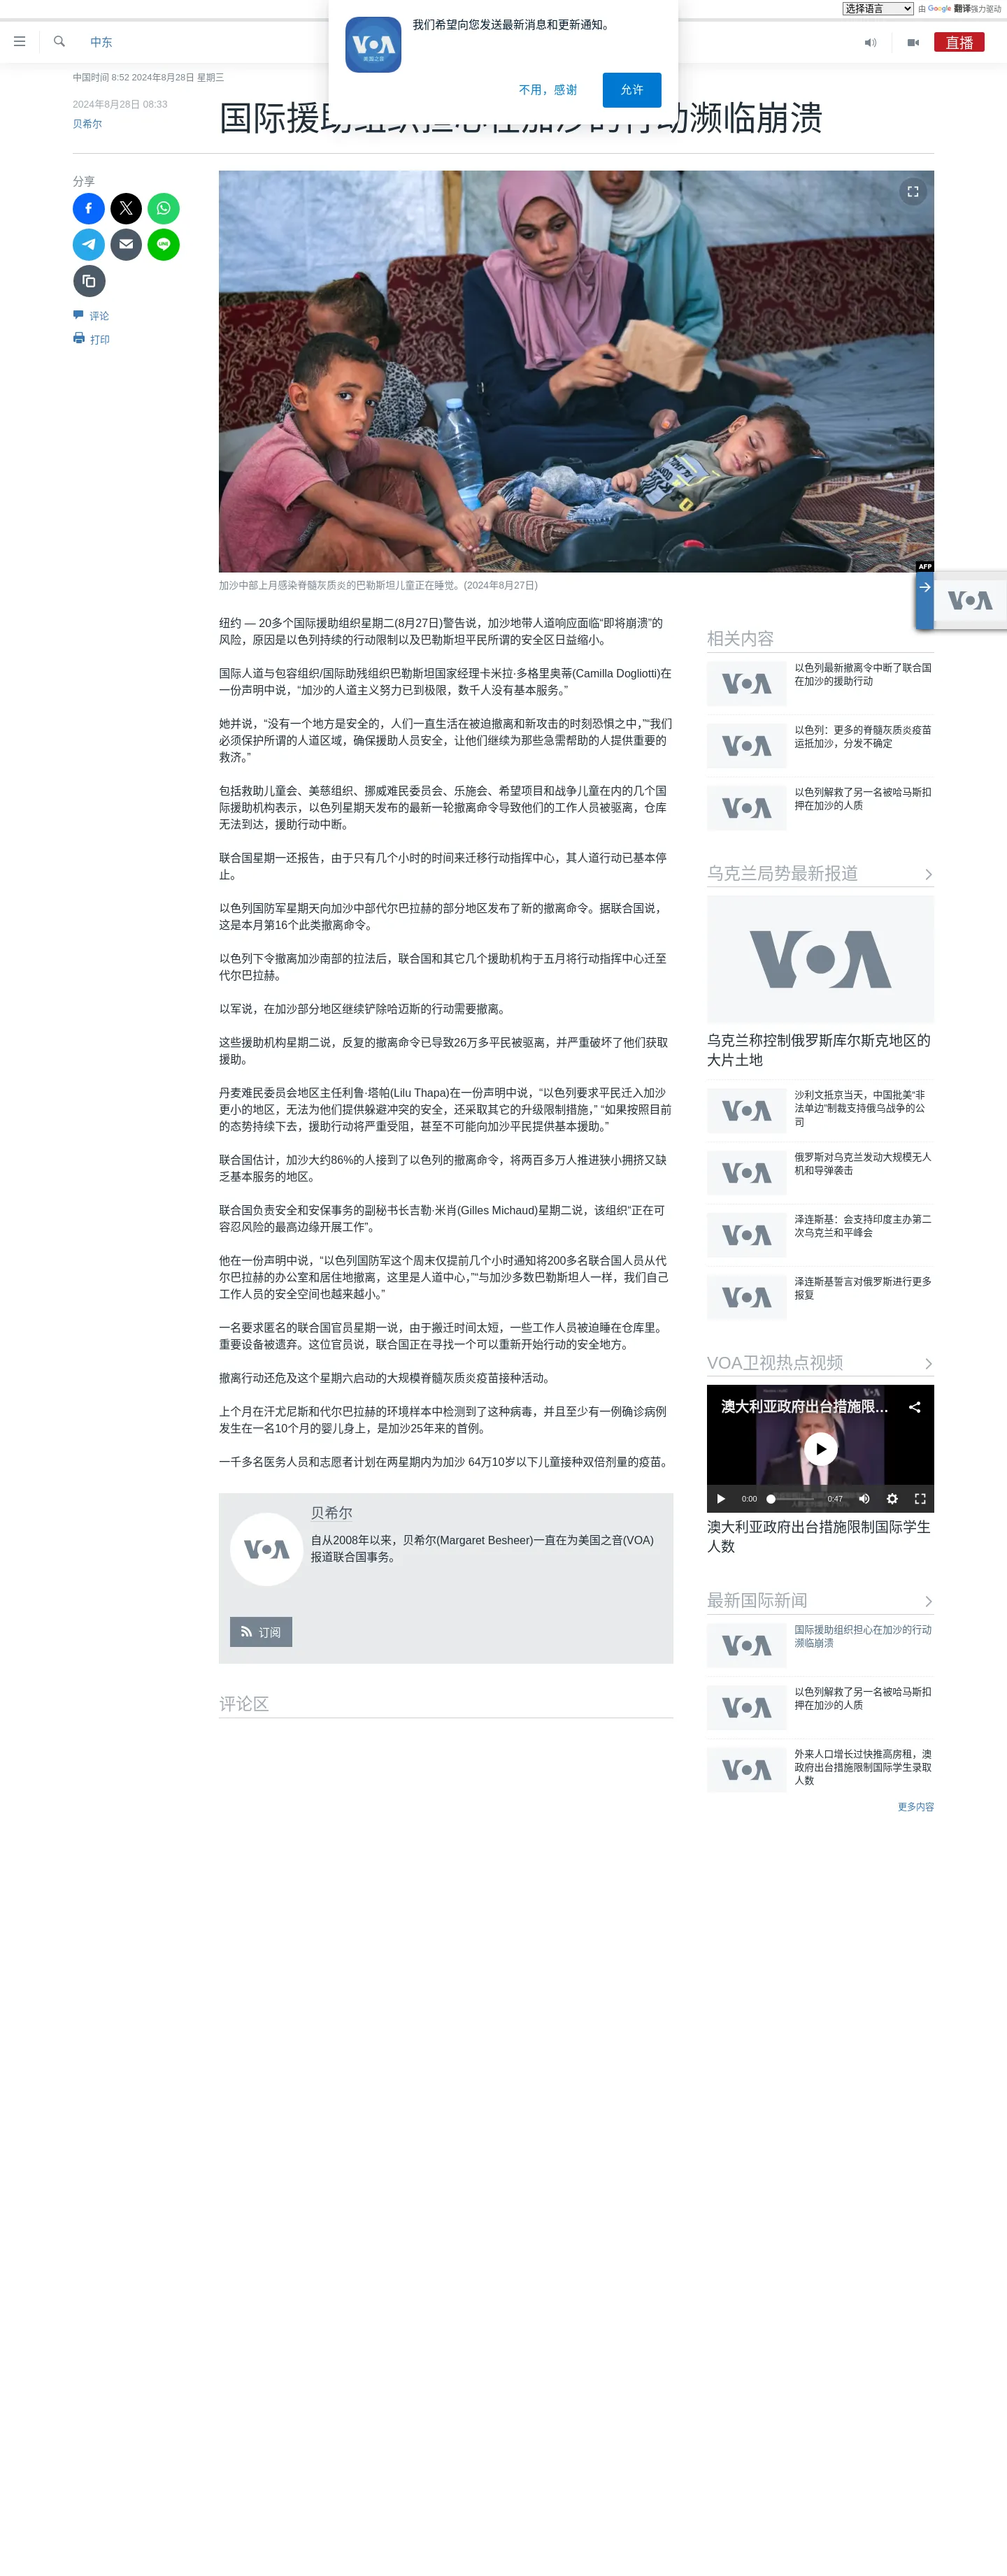 选择语言
由 Google 翻译强力驱动
我们希望向您发送最新消息和更新通知。
VOA
美国之音
不用，感谢
允许
中东
直播
中国时间 8:52 2024年8月28日 星期三
2024年8月28日 08:33
贝希尔
国际援助组织担心在加沙的行动濒临崩溃
分享
评论
打印
AFP
VOA
加沙中部上月感染脊髓灰质炎的巴勒斯坦儿童正在睡觉。(2024年8月27日)
纽约 — 20多个国际援助组织星期二(8月27日)警告说，加沙地带人道响应面临“即将崩溃”的
风险，原因是以色列持续的行动限制以及巴勒斯坦平民所谓的安全区日益缩小。
国际人道与包容组织/国际助残组织巴勒斯坦国家经理卡米拉·多格里奥蒂(Camilla Dogliotti)在
一份声明中说，“加沙的人道主义努力已到极限，数千人没有基本服务。”
她并说，“没有一个地方是安全的，人们一直生活在被迫撤离和新攻击的时刻恐惧之中，”“我们
必须保护所谓的人道区域，确保援助人员安全，让他们继续为那些急需帮助的人提供重要的
救济。”
包括救助儿童会、美慈组织、挪威难民委员会、乐施会、希望项目和战争儿童在内的几个国
际援助机构表示，以色列星期天发布的最新一轮撤离命令导致他们的工作人员被驱离，仓库
无法到达，援助行动中断。
联合国星期一还报告，由于只有几个小时的时间来迁移行动指挥中心，其人道行动已基本停
止。
以色列国防军星期天向加沙中部代尔巴拉赫的部分地区发布了新的撤离命令。据联合国说，
这是本月第16个此类撤离命令。
以色列下令撤离加沙南部的拉法后，联合国和其它几个援助机构于五月将行动指挥中心迁至
代尔巴拉赫。
以军说，在加沙部分地区继续铲除哈迈斯的行动需要撤离。
这些援助机构星期二说，反复的撤离命令已导致26万多平民被驱离，并严重破坏了他们获取
援助。
丹麦难民委员会地区主任利鲁·塔帕(Lilu Thapa)在一份声明中说，“以色列要求平民迁入加沙
更小的地区，无法为他们提供躲避冲突的安全，还采取其它的升级限制措施，” “如果按照目前
的态势持续下去，援助行动将严重受阻，甚至不可能向加沙平民提供基本援助。”
联合国估计，加沙大约86%的人接到了以色列的撤离命令，将两百多万人推进狭小拥挤又缺
乏基本服务的地区。
联合国负责安全和安保事务的副秘书长吉勒·米肖(Gilles Michaud)星期二说，该组织“正在可
容忍风险的最高边缘开展工作”。
他在一份声明中说，“以色列国防军这个周末仅提前几个小时通知将200多名联合国人员从代
尔巴拉赫的办公室和居住地撤离，这里是人道中心，”“与加沙多数巴勒斯坦人一样，我们自己
工作人员的安全空间也越来越小。”
一名要求匿名的联合国官员星期一说，由于搬迁时间太短，一些工作人员被迫睡在仓库里。
重要设备被遗弃。这位官员说，联合国正在寻找一个可以重新开始行动的安全地方。
撤离行动还危及这个星期六启动的大规模脊髓灰质炎疫苗接种活动。
上个月在汗尤尼斯和代尔巴拉赫的环境样本中检测到了这种病毒，并且至少有一例确诊病例
发生在一名10个月的婴儿身上，是加沙25年来的首例。
一千多名医务人员和志愿者计划在两星期内为加沙 64万10岁以下儿童接种双倍剂量的疫苗。
VOA
贝希尔
自从2008年以来，贝希尔(Margaret Besheer)一直在为美国之音(VOA)
报道联合国事务。
订阅
评论区
相关内容
VOA
以色列最新撤离令中断了联合国
在加沙的援助行动
VOA
以色列：更多的脊髓灰质炎疫苗
运抵加沙，分发不确定
VOA
以色列解救了另一名被哈马斯扣
押在加沙的人质
乌克兰局势最新报道
VOA
乌克兰称控制俄罗斯库尔斯克地区的
大片土地
VOA
沙利文抵京当天，中国批美“非
法单边”制裁支持俄乌战争的公
司
VOA
俄罗斯对乌克兰发动大规模无人
机和导弹袭击
VOA
泽连斯基：会支持印度主办第二
次乌克兰和平峰会
VOA
泽连斯基誓言对俄罗斯进行更多
报复
VOA卫视热点视频
澳大利亚政府出台措施限...
VOA
0:00
0:47
澳大利亚政府出台措施限制国际学生
人数
最新国际新闻
VOA
国际援助组织担心在加沙的行动
濒临崩溃
VOA
以色列解救了另一名被哈马斯扣
押在加沙的人质
VOA
外来人口增长过快推高房租，澳
政府出台措施限制国际学生录取
人数
更多内容